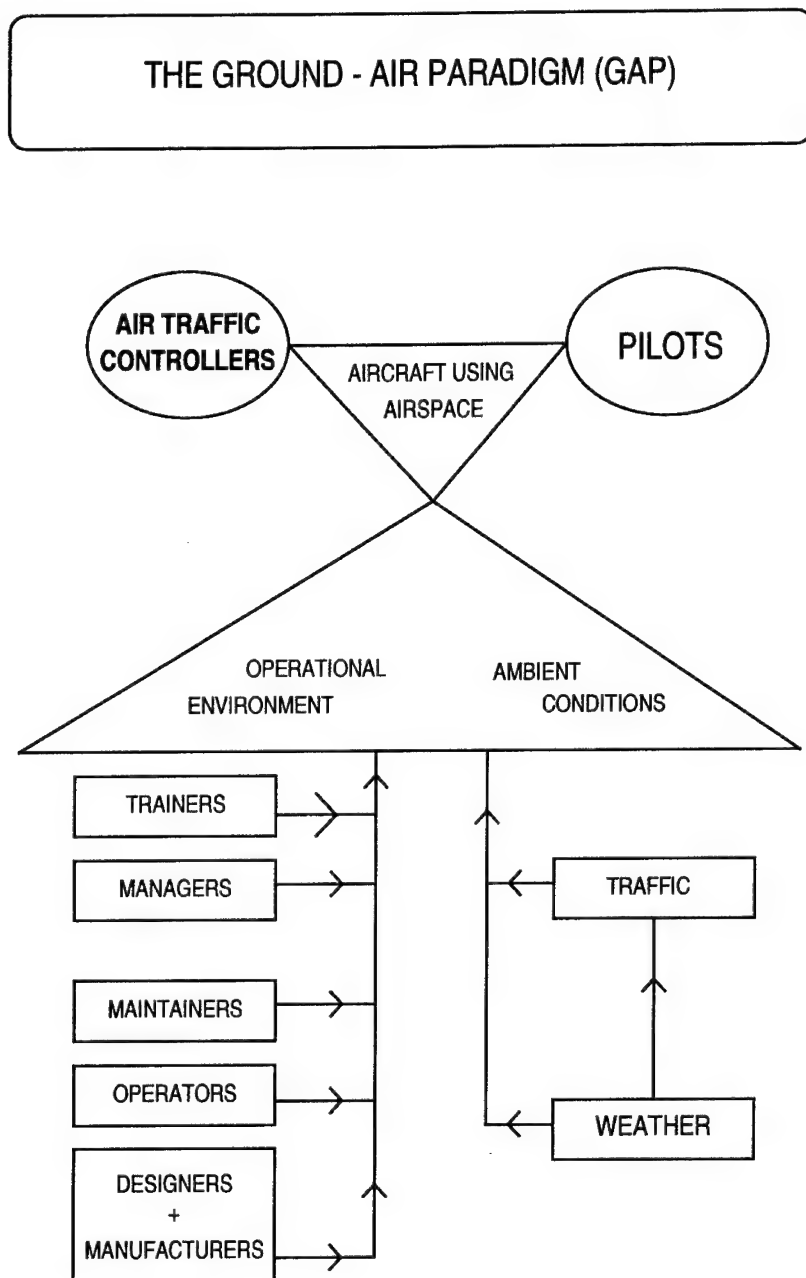 THE GROUND - AIR PARADIGM (GAP)
AIR TRAFFIC
CONTROLLERS
PILOTS
AIRCRAFT USING
AIRSPACE
OPERATIONAL
ENVIRONMENT
AMBIENT
CONDITIONS
TRAINERS
MANAGERS
TRAFFIC
MAINTAINERS
OPERATORS
WEATHER
DESIGNERS
+
MANUFACTURERS